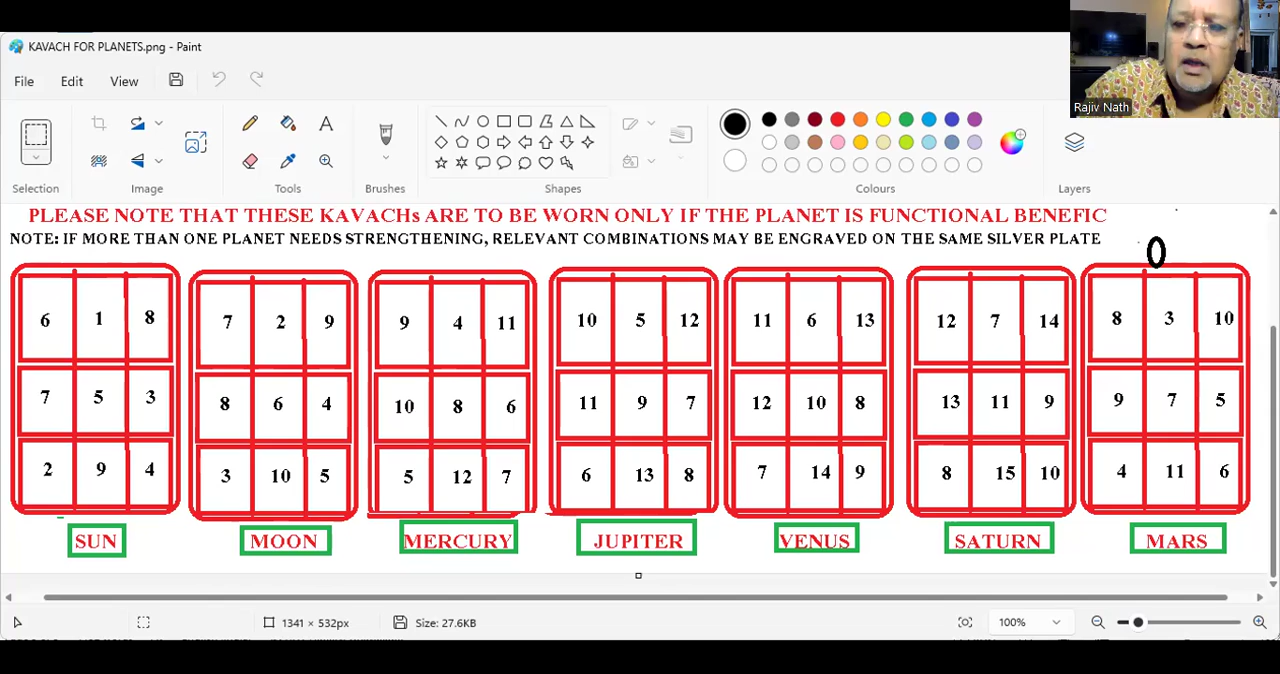 KAVACH FOR PLANETS.png - Paint
File Edit View
Rajiv Nath
Selection Image Tools Brushes Shapes Colours Layers
PLEASE NOTE THAT THESE KAVACHs ARE TO BE WORN ONLY IF THE PLANET IS FUNCTIONAL BENEFIC
NOTE: IF MORE THAN ONE PLANET NEEDS STRENGTHENING, RELEVANT COMBINATIONS MAY BE ENGRAVED ON THE SAME SILVER PLATE
6 1 8 7 2 9 9 4 11 10 5 12 11 6 13 12 7 14 8 3 10
7 5 3 8 6 4 10 8 6 11 9 7 12 10 8 13 11 9 9 7 5
2 9 4 3 10 5 5 12 7 6 13 8 7 14 9 8 15 10 4 11 6
SUN MOON MERCURY JUPITER VENUS SATURN MARS
1341 × 532px Size: 27.6KB 100%